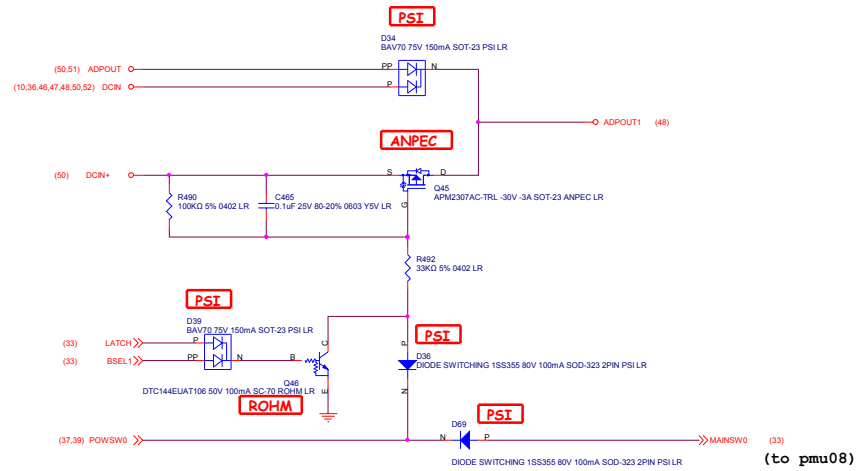 PSI
D34
BAV70 75V 150mA SOT-23 PSI LR
(50,51) ADPOUT PP N
(10,36,46,47,48,50,52) DCIN P
ADPOUT1 (48)
ANPEC
(50) DCIN+ S D
Q45
APM2307AC-TRL -30V -3A SOT-23 ANPEC LR
G
R490
100KΩ 5% 0402 LR
C465
0.1uF 25V 80-20% 0603 Y5V LR
R492
33KΩ 5% 0402 LR
PSI
D39
BAV70 75V 150mA SOT-23 PSI LR
(33) LATCH P
(33) BSEL1 PP N B
C
E
Q46
DTC144EUAT106 50V 100mA SC-70 ROHM LR
ROHM
PSI
P
D36
DIODE SWITCHING 1SS355 80V 100mA SOD-323 2PIN PSI LR
N
PSI
D69
(37,39) POWSW0 N P MAINSW0 (33)
(to pmu08)
DIODE SWITCHING 1SS355 80V 100mA SOD-323 2PIN PSI LR